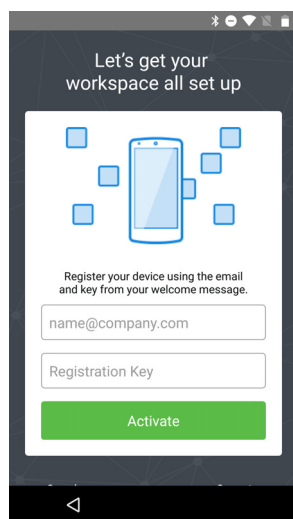 Let's get your
workspace all set up
Register your device using the email
and key from your welcome message.
name@company.com
Registration Key
Activate